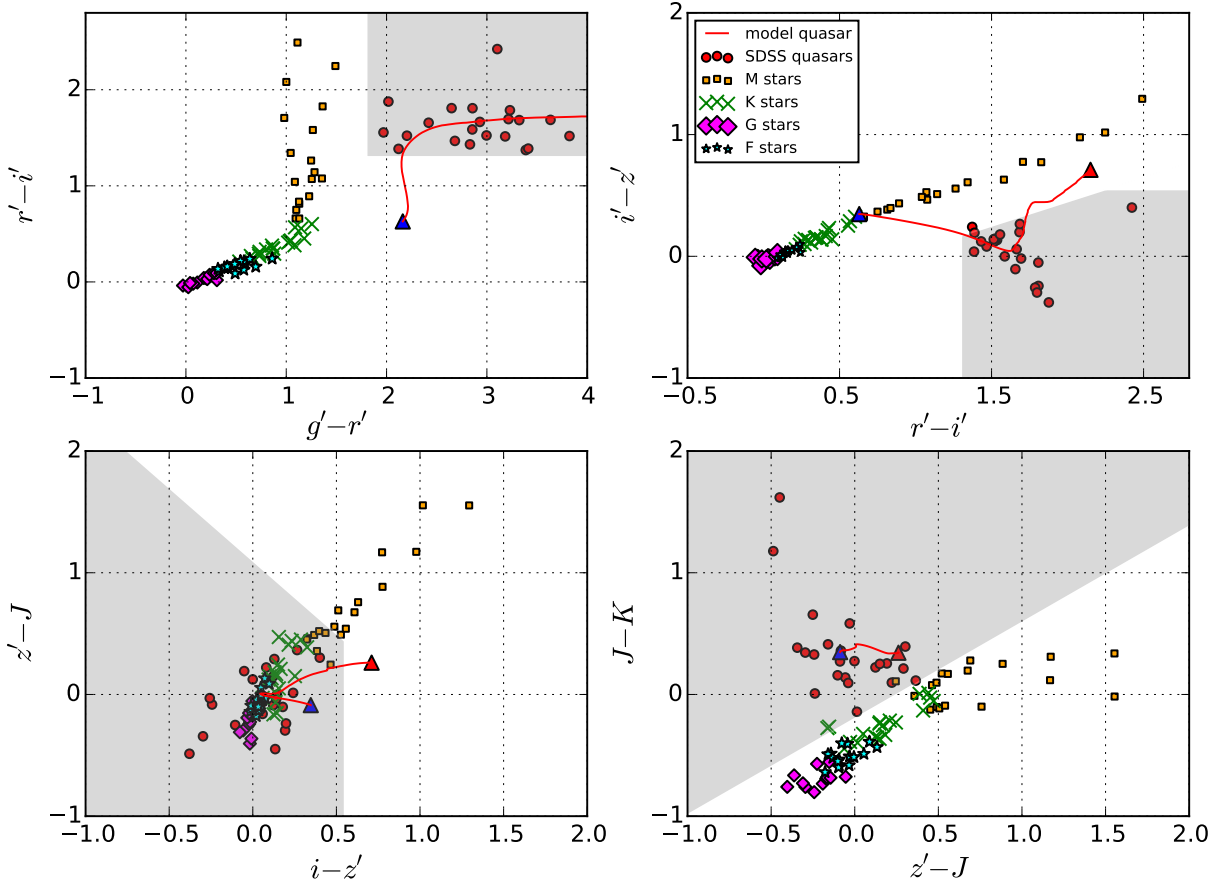 2
1
0
−1
−1
0
1
2
3
4
r′−i′
g′−r′
2
1
0
−1
−0.5
0.5
1.5
2.5
i′−z′
r′−i′
model quasar
SDSS quasars
M stars
K stars
G stars
F stars
2
1
0
−1
−1.0
−0.5
0.0
0.5
1.0
1.5
2.0
z′−J
i−z′
2
1
0
−1
−1.0
−0.5
0.0
0.5
1.0
1.5
2.0
J−K
z′−J